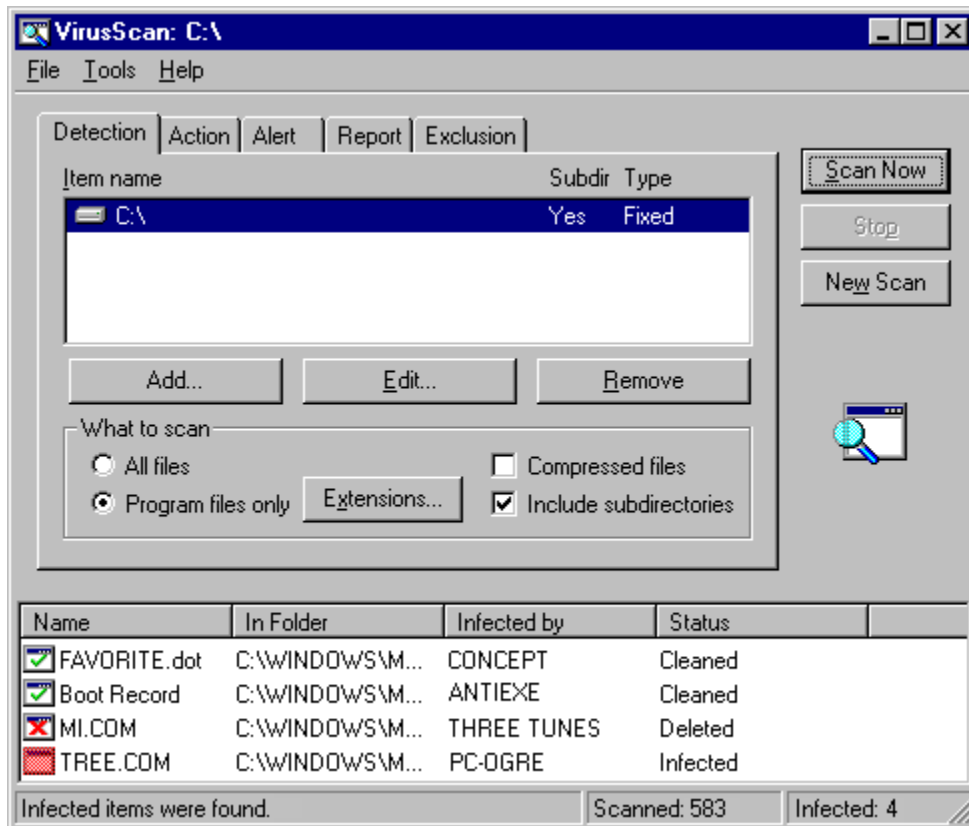 VirusScan: C:\
File Tools Help
Detection Action Alert Report Exclusion
Item name Subdir Type
C:\ Yes Fixed
Add... Edit... Remove
What to scan
All files
Program files only
Extensions...
Compressed files
Include subdirectories
Scan Now
Stop
New Scan
Name In Folder Infected by Status
FAVORITE.dot C:\WINDOWS\M... CONCEPT Cleaned
Boot Record C:\WINDOWS\M... ANTIEXE Cleaned
MI.COM C:\WINDOWS\M... THREE TUNES Deleted
TREE.COM C:\WINDOWS\M... PC-OGRE Infected
Infected items were found. Scanned: 583 Infected: 4